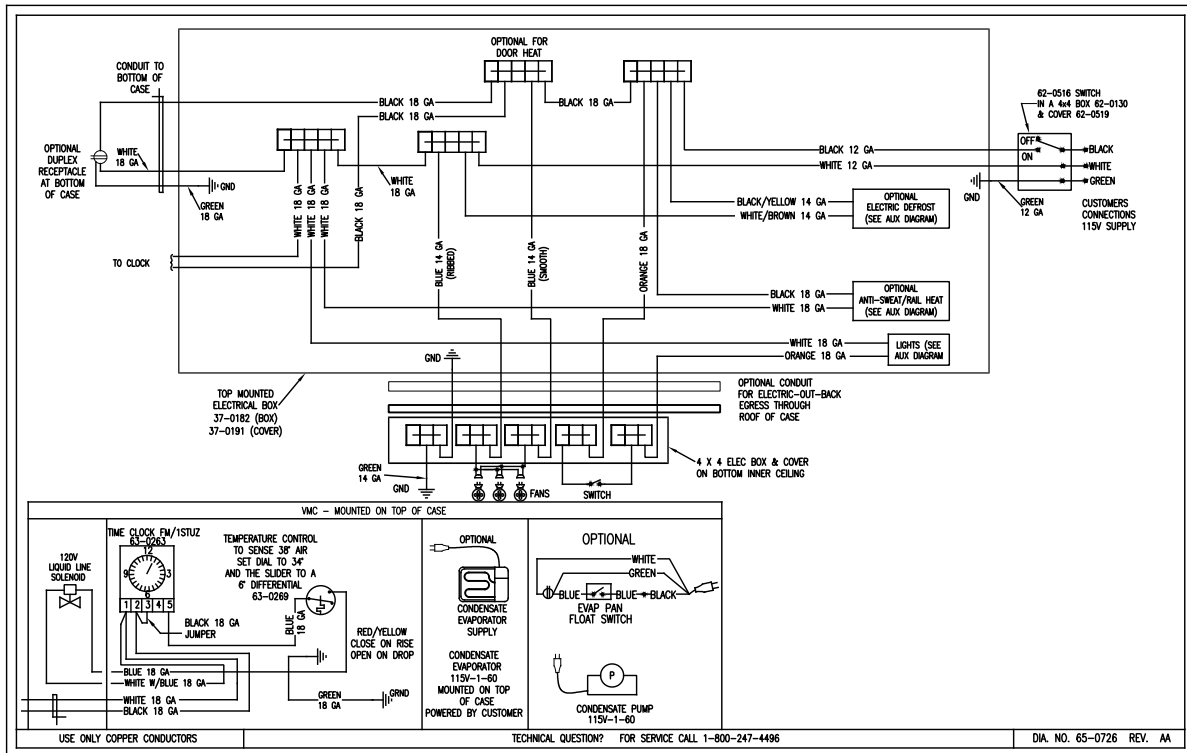 OPTIONAL FOR
DOOR HEAT
CONDUIT TO
BOTTOM OF
CASE
BLACK 18 GA
BLACK 18 GA
BLACK 18 GA
62-0516 SWITCH
IN A 4x4 BOX 62-0130
& COVER 62-0519
OPTIONAL
DUPLEX
RECEPTACLE
AT BOTTOM
OF CASE
WHITE
18 GA
GND
GREEN
18 GA
WHITE
18 GA
BLACK 12 GA
WHITE 12 GA
OFF
ON
BLACK
WHITE
GREEN
GND
GREEN
12 GA
CUSTOMERS
CONNECTIONS
115V SUPPLY
WHITE 18 GA
WHITE 18 GA
WHITE 18 GA
BLACK 18 GA
BLUE 14 GA
(RIBBED)
BLUE 14 GA
(SMOOTH)
ORANGE 18 GA
BLACK/YELLOW 14 GA
WHITE/BROWN 14 GA
OPTIONAL
ELECTRIC DEFROST
(SEE AUX DIAGRAM)
TO CLOCK
BLACK 18 GA
WHITE 18 GA
OPTIONAL
ANTI-SWEAT/RAIL HEAT
(SEE AUX DIAGRAM)
WHITE 18 GA
ORANGE 18 GA
LIGHTS (SEE
AUX DIAGRAM
GND
TOP MOUNTED
ELECTRICAL BOX
37-0182 (BOX)
37-0191 (COVER)
OPTIONAL CONDUIT
FOR ELECTRIC-OUT-BACK
EGRESS THROUGH
ROOF OF CASE
GREEN
14 GA
GND
FANS
SWITCH
4 X 4 ELEC BOX & COVER
ON BOTTOM INNER CEILING
VMC - MOUNTED ON TOP OF CASE
120V
LIQUID LINE
SOLENOID
TIME CLOCK FM/1STUZ
63-0263
12
9
3
6
1 2 3 4 5
BLACK 18 GA
JUMPER
TEMPERATURE CONTROL
TO SENSE 38° AIR
SET DIAL TO 34°
AND THE SLIDER TO A
6° DIFFERENTIAL
63-0269
BLUE
18 GA
RED/YELLOW
CLOSE ON RISE
OPEN ON DROP
BLUE 18 GA
WHITE W/BLUE 18 GA
WHITE 18 GA
BLACK 18 GA
GREEN
18 GA
GRND
OPTIONAL
CONDENSATE
EVAPORATOR
SUPPLY
CONDENSATE
EVAPORATOR
115V-1-60
MOUNTED ON TOP
OF CASE
POWERED BY CUSTOMER
OPTIONAL
WHITE
GREEN
BLUE
BLUE
BLACK
EVAP PAN
FLOAT SWITCH
P
CONDENSATE PUMP
115V-1-60
USE ONLY COPPER CONDUCTORS
TECHNICAL QUESTION? FOR SERVICE CALL 1-800-247-4496
DIA. NO. 65-0726 REV. AA